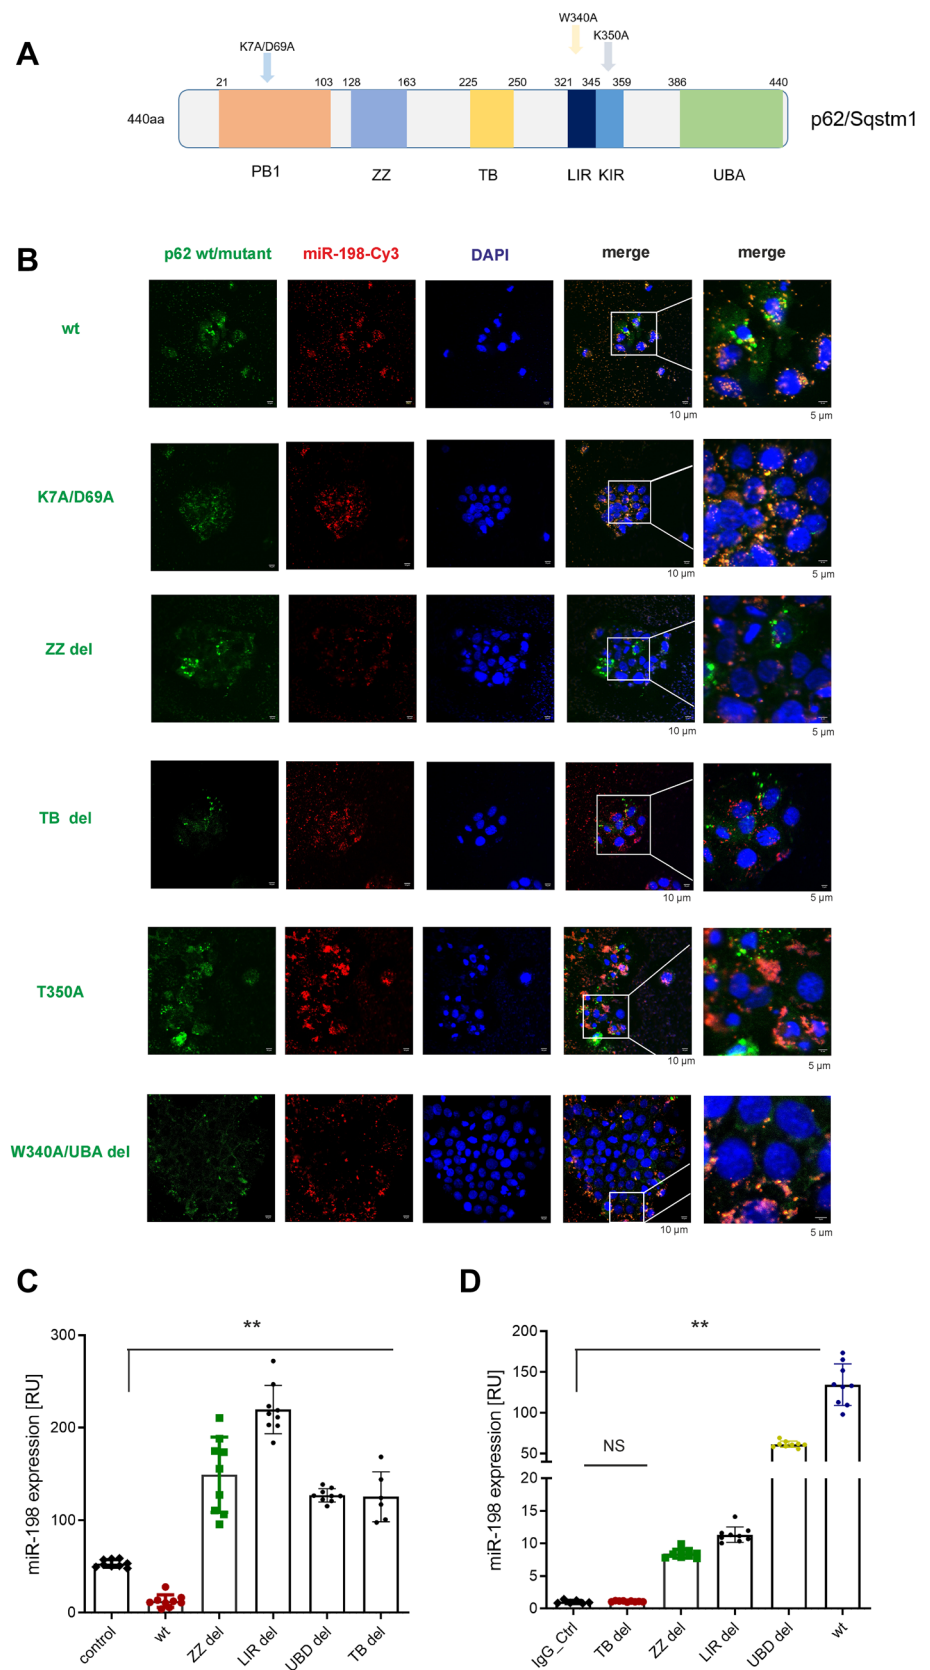 A
W340A
K7A/D69A
K350A
21 103 128 163 225 250 321 345 359 386 440
440aa
p62/Sqstm1
PB1 ZZ TB LIR KIR UBA
B
p62 wt/mutant miR-198-Cy3 DAPI merge merge
wt
10 µm 5 µm
K7A/D69A
10 µm 5 µm
ZZ del
10 µm 5 µm
TB del
10 µm 5 µm
T350A
10 µm 5 µm
W340A/UBA del
10 µm 5 µm
C
**
miR-198 expression [RU]
300
200
100
0
control wt ZZ del LIR del UBD del TB del
D
**
NS
miR-198 expression [RU]
200
150
100
50
20
15
10
5
0
IgG_Ctrl TB del ZZ del LIR del UBD del wt